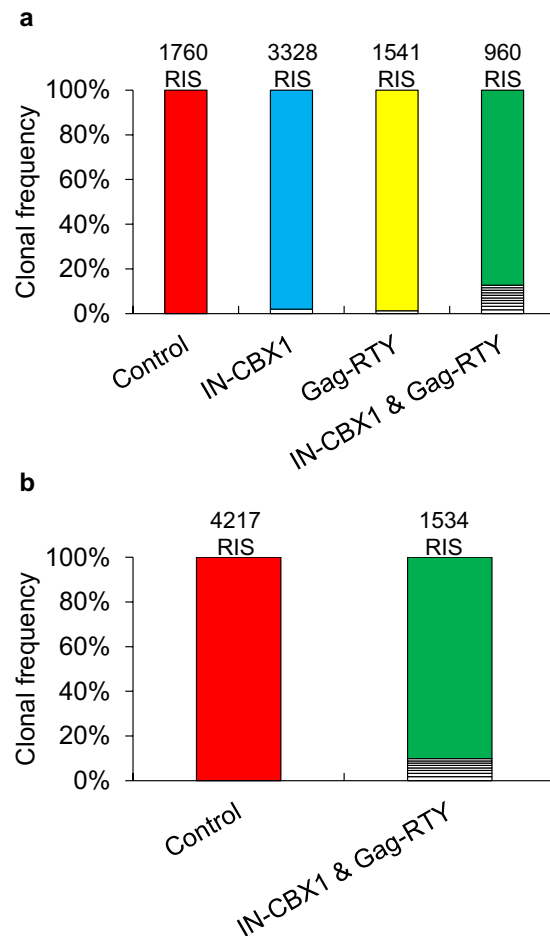 a
1760 3328 1541 960
RIS RIS RIS RIS
100%
80%
60%
40%
20%
0%
Clonal frequency
Control
IN-CBX1
Gag-RTY
IN-CBX1 & Gag-RTY
b
4217 1534
RIS RIS
100%
80%
60%
40%
20%
0%
Clonal frequency
Control
IN-CBX1 & Gag-RTY